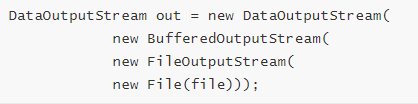 DataOutputStream out = new DataOutputStream(
new BufferedOutputStream(
new FileOutputStream(
new File(file)));